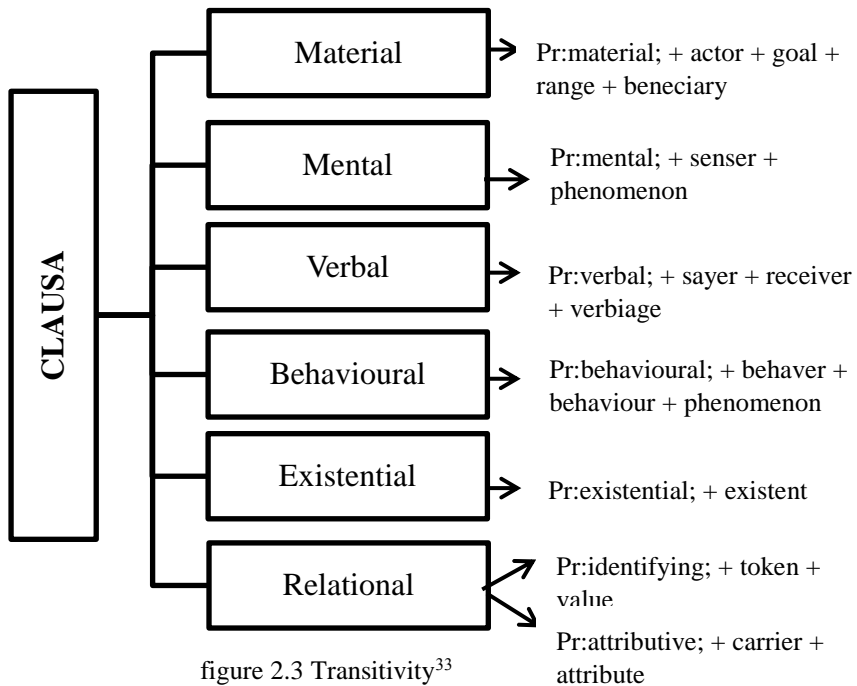 CLAUSA
Material
Pr:material; + actor + goal +
range + beneciary
Mental
Pr:mental; + senser +
phenomenon
Verbal
Pr:verbal; + sayer + receiver
+ verbiage
Behavioural
Pr:behavioural; + behaver +
behaviour + phenomenon
Existential
Pr:existential; + existent
Relational
Pr:identifying; + token +
value
Pr:attributive; + carrier +
attribute
figure 2.3 Transitivity³³